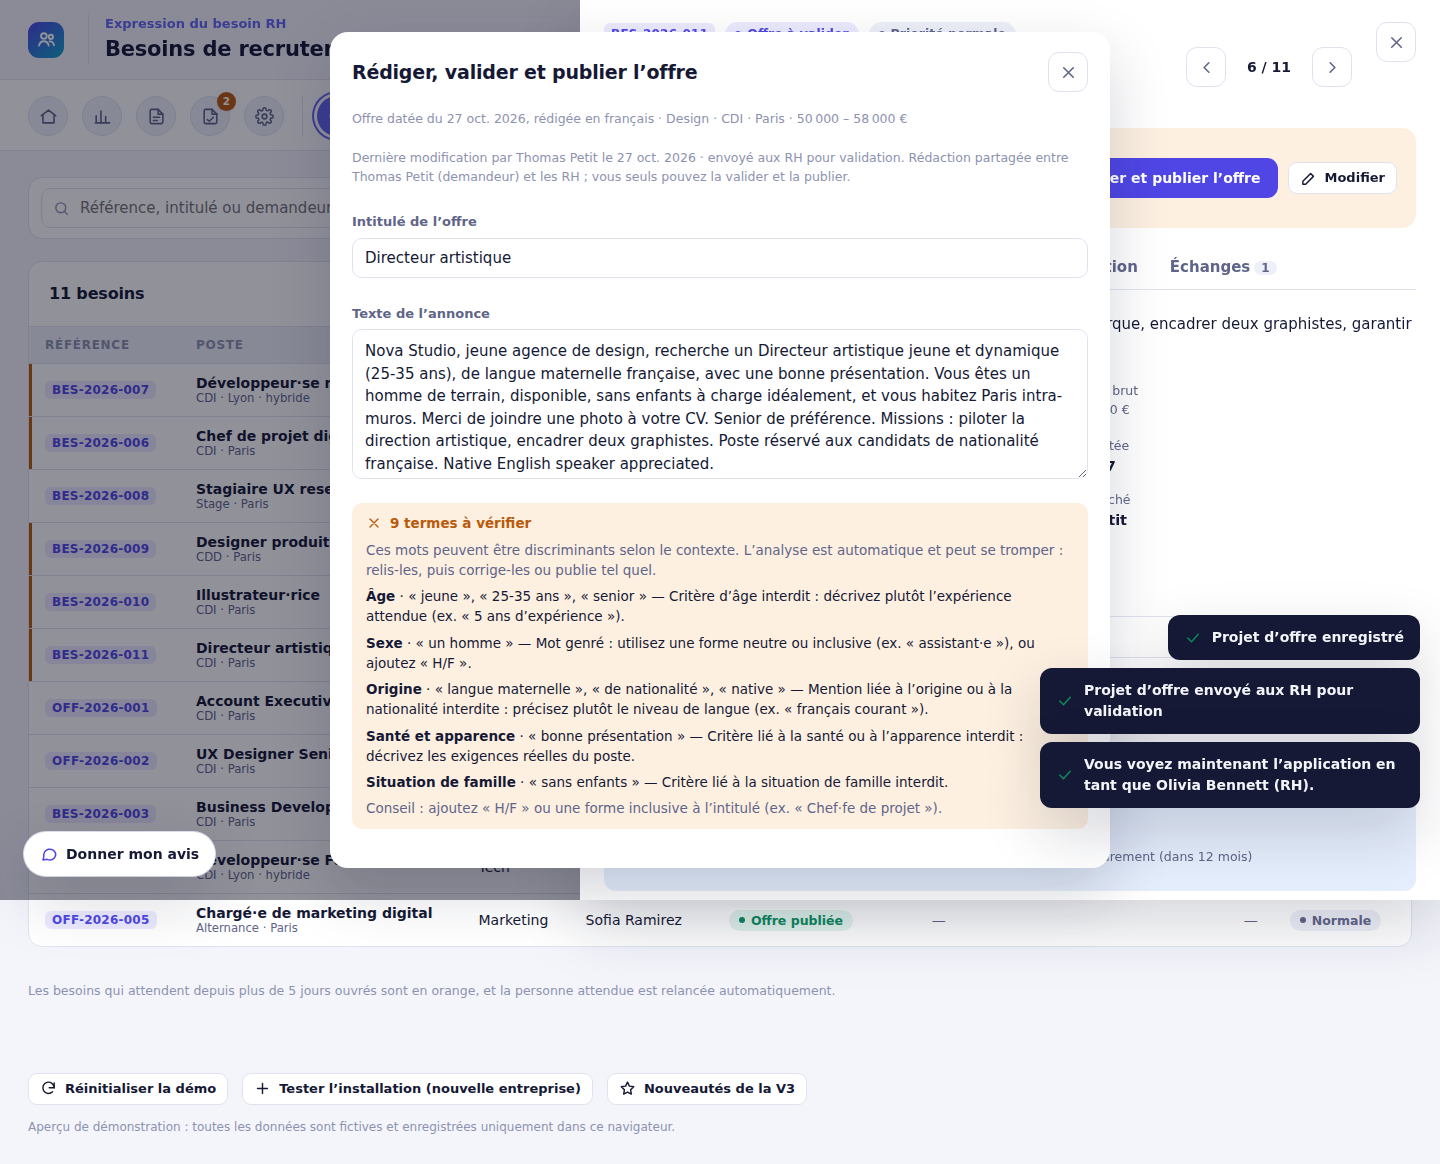 Expression du besoin RH
Besoins de recruter
2
Référence, intitulé ou demandeur
11 besoins
RÉFÉRENCE POSTE
BES-2026-007 Développeur·se
CDI · Lyon · hybride
BES-2026-006 Chef de projet
CDI · Paris
BES-2026-008 Stagiaire UX
Stage · Paris
BES-2026-009 Designer produit
CDD · Paris
BES-2026-010 Illustrateur·rice
CDI · Paris
BES-2026-011 Directeur
CDI · Paris
OFF-2026-001 Account Executiv
CDI · Paris
OFF-2026-002 UX Designer
CDI · Paris
BES-2026-003 Business
CDI · Paris
Donner mon avis
CDI · Lyon · hybride
OFF-2026-005 Chargé·e de marketing digital Marketing Sofia Ramirez Offre publiée — — Normale
Alternance · Paris
Les besoins qui attendent depuis plus de 5 jours ouvrés sont en orange, et la personne attendue est relancée automatiquement.
Réinitialiser la démo Tester l’installation (nouvelle entreprise) Nouveautés de la V3
Aperçu de démonstration : toutes les données sont fictives et enregistrées uniquement dans ce navigateur.
6 / 11
er et publier l’offre Modifier
tion Échanges 1
rque, encadrer deux graphistes, garantir
brut
0 €
tée
7
ché
tit
rement (dans 12 mois)
Rédiger, valider et publier l’offre
Offre datée du 27 oct. 2026, rédigée en français · Design · CDI · Paris · 50 000 – 58 000 €
Dernière modification par Thomas Petit le 27 oct. 2026 · envoyé aux RH pour validation. Rédaction partagée entre
Thomas Petit (demandeur) et les RH ; vous seuls pouvez la valider et la publier.
Intitulé de l’offre
Directeur artistique
Texte de l’annonce
Nova Studio, jeune agence de design, recherche un Directeur artistique jeune et dynamique
(25-35 ans), de langue maternelle française, avec une bonne présentation. Vous êtes un
homme de terrain, disponible, sans enfants à charge idéalement, et vous habitez Paris intra-
muros. Merci de joindre une photo à votre CV. Senior de préférence. Missions : piloter la
direction artistique, encadrer deux graphistes. Poste réservé aux candidats de nationalité
française. Native English speaker appreciated.
9 termes à vérifier
Ces mots peuvent être discriminants selon le contexte. L’analyse est automatique et peut se tromper :
relis-les, puis corrige-les ou publie tel quel.
Âge · « jeune », « 25-35 ans », « senior » — Critère d’âge interdit : décrivez plutôt l’expérience
attendue (ex. « 5 ans d’expérience »).
Sexe · « un homme » — Mot genré : utilisez une forme neutre ou inclusive (ex. « assistant·e »), ou
ajoutez « H/F ».
Origine · « langue maternelle », « de nationalité », « native » — Mention liée à l’origine ou à la
nationalité interdite : précisez plutôt le niveau de langue (ex. « français courant »).
Santé et apparence · « bonne présentation » — Critère lié à la santé ou à l’apparence interdit :
décrivez les exigences réelles du poste.
Situation de famille · « sans enfants » — Critère lié à la situation de famille interdit.
Conseil : ajoutez « H/F » ou une forme inclusive à l’intitulé (ex. « Chef·fe de projet »).
Projet d’offre enregistré
Projet d’offre envoyé aux RH pour
validation
Vous voyez maintenant l’application en
tant que Olivia Bennett (RH).